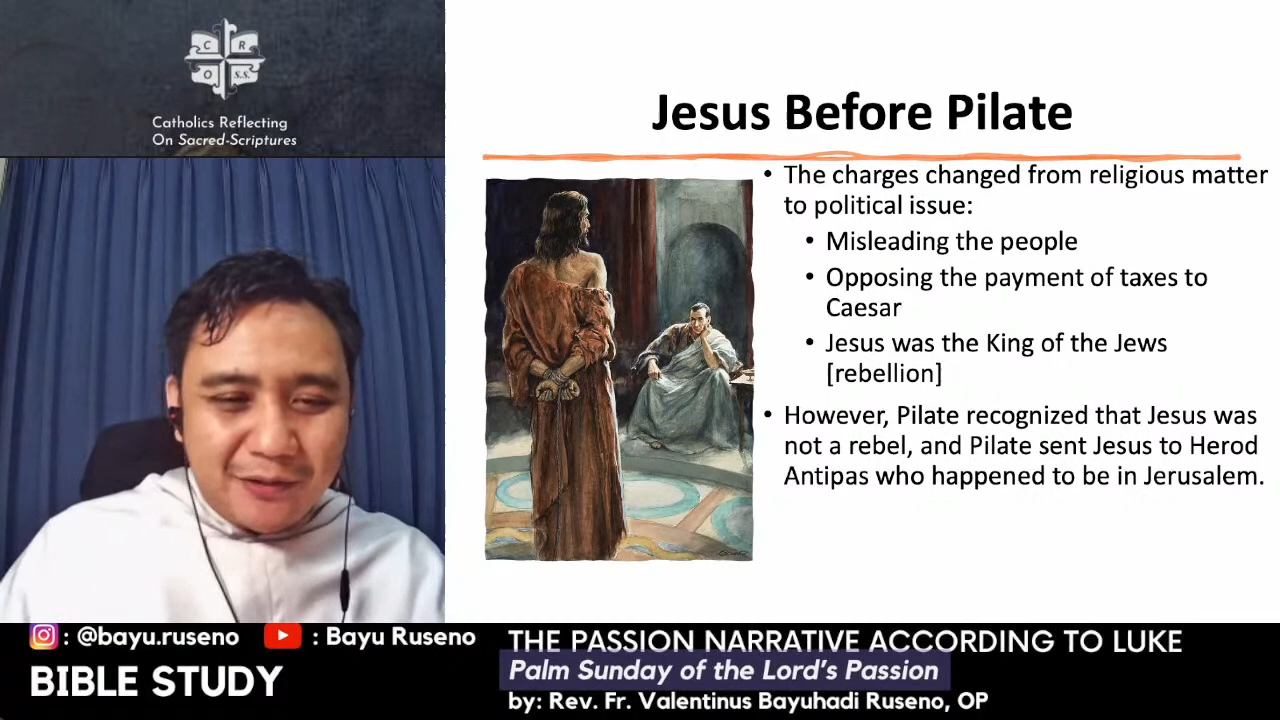 C R
O S.S.
Catholics Reflecting
On Sacred-Scriptures
Jesus Before Pilate
• The charges changed from religious matter
to political issue:
• Misleading the people
• Opposing the payment of taxes to
Caesar
• Jesus was the King of the Jews
[rebellion]
• However, Pilate recognized that Jesus was
not a rebel, and Pilate sent Jesus to Herod
Antipas who happened to be in Jerusalem.
: @bayu.ruseno : Bayu Ruseno
BIBLE STUDY
THE PASSION NARRATIVE ACCORDING TO LUKE
Palm Sunday of the Lord's Passion
by: Rev. Fr. Valentinus Bayuhadi Ruseno, OP